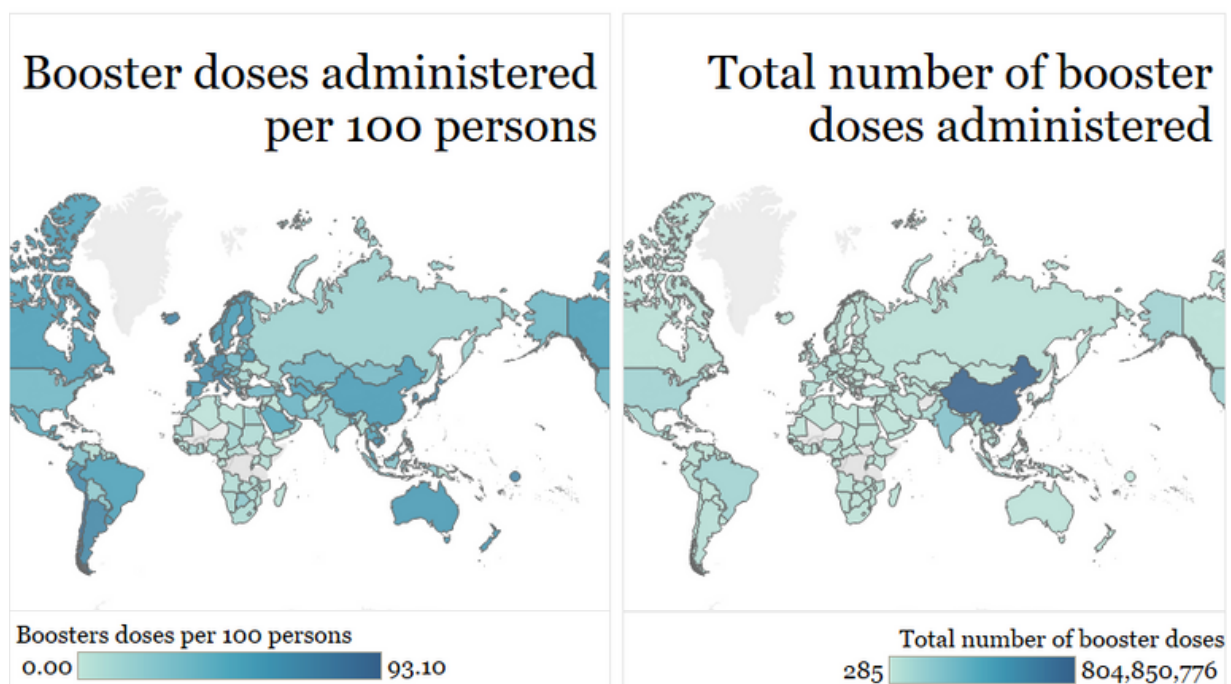 Booster doses administered
per 100 persons
Boosters doses per 100 persons
0.00 93.10
Total number of booster
doses administered
Total number of booster doses
285 804,850,776